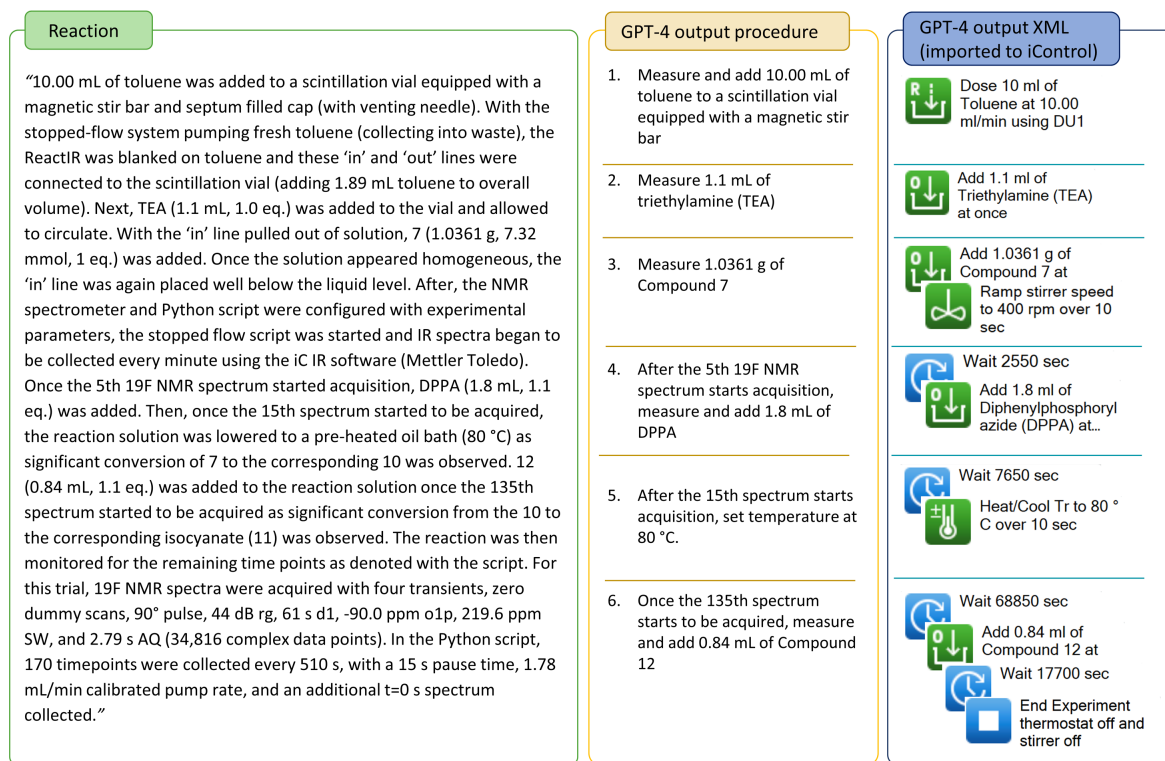 Reaction
“10.00 mL of toluene was added to a scintillation vial equipped with a
magnetic stir bar and septum filled cap (with venting needle). With the
stopped-flow system pumping fresh toluene (collecting into waste), the
ReactIR was blanked on toluene and these ‘in’ and ‘out’ lines were
connected to the scintillation vial (adding 1.89 mL toluene to overall
volume). Next, TEA (1.1 mL, 1.0 eq.) was added to the vial and allowed
to circulate. With the ‘in’ line pulled out of solution, 7 (1.0361 g, 7.32
mmol, 1 eq.) was added. Once the solution appeared homogeneous, the
‘in’ line was again placed well below the liquid level. After, the NMR
spectrometer and Python script were configured with experimental
parameters, the stopped flow script was started and IR spectra began to
be collected every minute using the iC IR software (Mettler Toledo).
Once the 5th 19F NMR spectrum started acquisition, DPPA (1.8 mL, 1.1
eq.) was added. Then, once the 15th spectrum started to be acquired,
the reaction solution was lowered to a pre-heated oil bath (80 °C) as
significant conversion of 7 to the corresponding 10 was observed. 12
(0.84 mL, 1.1 eq.) was added to the reaction solution once the 135th
spectrum started to be acquired as significant conversion from the 10 to
the corresponding isocyanate (11) was observed. The reaction was then
monitored for the remaining time points as denoted with the script. For
this trial, 19F NMR spectra were acquired with four transients, zero
dummy scans, 90° pulse, 44 dB rg, 61 s d1, -90.0 ppm o1p, 219.6 ppm
SW, and 2.79 s AQ (34,816 complex data points). In the Python script,
170 timepoints were collected every 510 s, with a 15 s pause time, 1.78
mL/min calibrated pump rate, and an additional t=0 s spectrum
collected.”
GPT-4 output procedure
1. Measure and add 10.00 mL of
toluene to a scintillation vial
equipped with a magnetic stir
bar
2. Measure 1.1 mL of
triethylamine (TEA)
3. Measure 1.0361 g of
Compound 7
4. After the 5th 19F NMR
spectrum starts acquisition,
measure and add 1.8 mL of
DPPA
5. After the 15th spectrum starts
acquisition, set temperature at
80 °C.
6. Once the 135th spectrum
starts to be acquired, measure
and add 0.84 mL of Compound
12
GPT-4 output XML
(imported to iControl)
R
Dose 10 ml of
Toluene at 10.00
ml/min using DU1
Add 1.1 ml of
Triethylamine (TEA)
at once
Add 1.0361 g of
Compound 7 at
Ramp stirrer speed
to 400 rpm over 10
sec
Wait 2550 sec
Add 1.8 ml of
Diphenylphosphoryl
azide (DPPA) at...
Wait 7650 sec
Heat/Cool Tr to 80 °
C over 10 sec
Wait 68850 sec
Add 0.84 ml of
Compound 12 at
Wait 17700 sec
End Experiment
thermostat off and
stirrer off